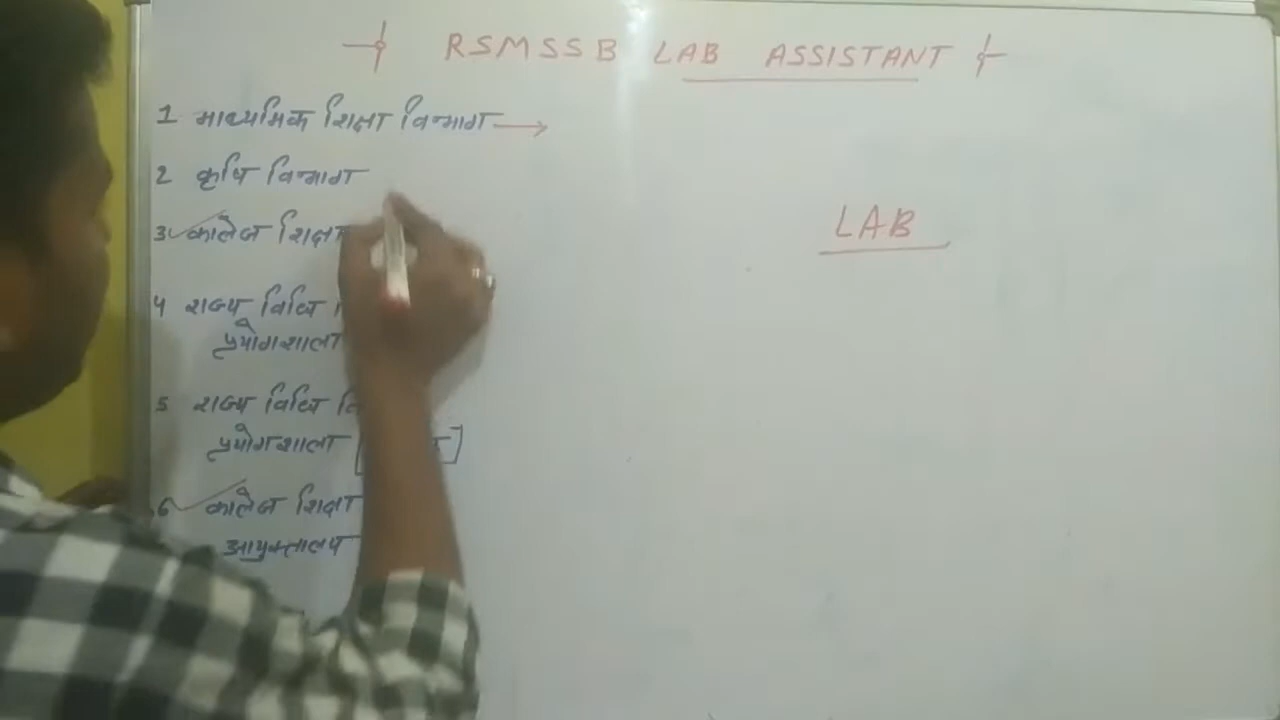 RSMSSB LAB ASSISTANT
1 माध्यमिक शिक्षा विभाग
2 कृषि विभाग
3 कालेज शिक्षा
LAB
4 राज्य विधि
प्रयोगशाला
5 राज्य विधि वि
प्रयोगशाला [ ]
6 कालेज शिक्षा
आयुक्तालय